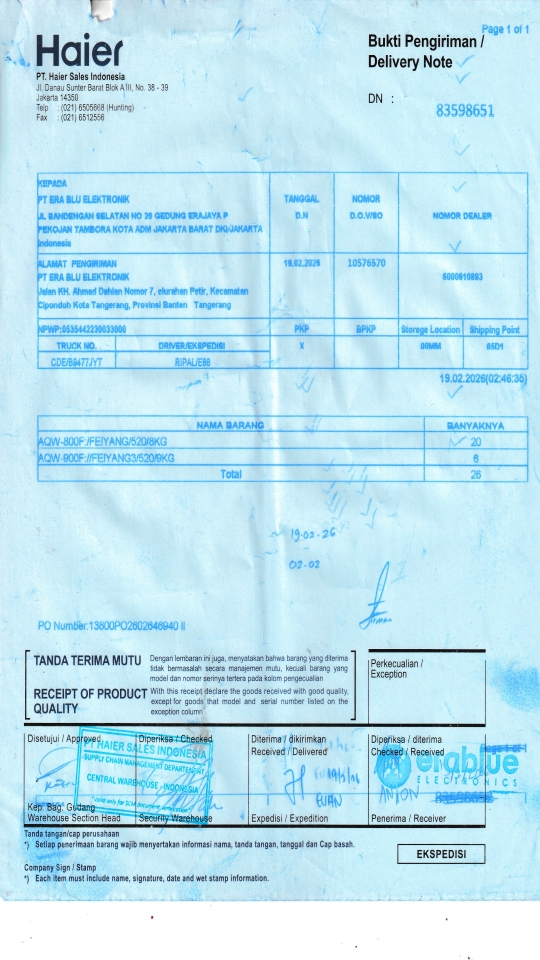 Page 1 of 1
Haier
Bukti Pengiriman /
Delivery Note
PT. Haier Sales Indonesia
Jl. Danau Sunter Barat Blok A III, No. 38 - 39
Jakarta 14350
Telp : (021) 6505668 (Hunting)
Fax : (021) 6512556
DN :
83598651
KEPADA
PT ERA BLU ELEKTRONIK
JL BANDENGAN SELATAN NO 26 GEDUNG ERAJAYA P
PEKOJAN TAMBORA KOTA ADM JAKARTA BARAT DKIJAKARTA
Indonesia
TANGGAL
D.N
NOMOR
D.O.V/SO
NOMOR DEALER
ALAMAT PENGIRIMAN
PT ERA BLU ELEKTRONIK
Jalan KH. Ahmad Dahlan Nomor 7, elurahan Petir, Kecamatan
Cipondoh Kota Tangerang, Provinsi Banten Tangerang
19.02.2026
10576570
6000610893
NPWP:0535442230033000
PKP
BPKP
Storege Location
Shipping Point
TRUCK NO.
DRIVER/EKSPEDISI
X
00MM
05D1
CDE/B9477JYT
RIPAL/EBB
19.02.2026(02:46:35)
NAMA BARANG
BANYAKNYA
AQW-800F:/FEIYANG/520/8KG
20
AQW-900F://FEIYANG3/520/9KG
6
Total
26
19-02-26
02-02
PO Number:13800PO2602646940 II
TANDA TERIMA MUTU
Dengan lembaran ini juga, menyatakan bahwa barang yang diterima
tidak bermasalah secara manajemen mutu, kecuali barang yang
model dan nomor serinya tertera pada kolom pengecualian
RECEIPT OF PRODUCT
QUALITY
With this receipt declare the goods received with good quality,
except for goods that model and serial number listed on the
exception column
Perkecualian /
Exception
Disetujui / Approved
Diperiksa / Checked
Diterima / dikirimkan
Received / Delivered
Diperiksa / diterima
Checked / Received
PT HAIER SALES INDONESIA
SUPPLY CHAIN MANAGEMENT DEPARTEMENT
CENTRAL WAREHOUSE - INDONESIA
erablue
ELECTRONICS
Page 1 of 1
83598651
Kep. Bag. Gudang
Warehouse Section Head
Security Warehouse
Expedisi / Expedition
Penerima / Receiver
Tanda tangan/cap perusahaan
*) Setiap penerimaan barang wajib menyertakan informasi nama, tanda tangan, tanggal dan Cap basah.
EKSPEDISI
Company Sign / Stamp
*) Each item must include name, signature, date and wet stamp information.